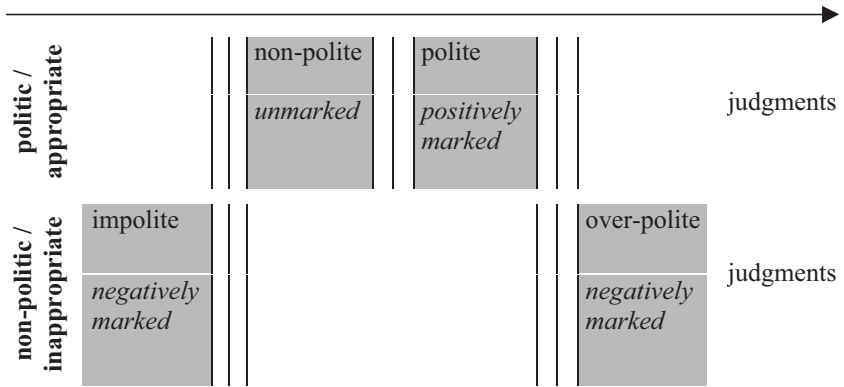 politic /
appropriate
non-polite
polite
unmarked
positively
marked
judgments
non-politic /
inappropriate
impolite
over-polite
negatively
marked
negatively
marked
judgments